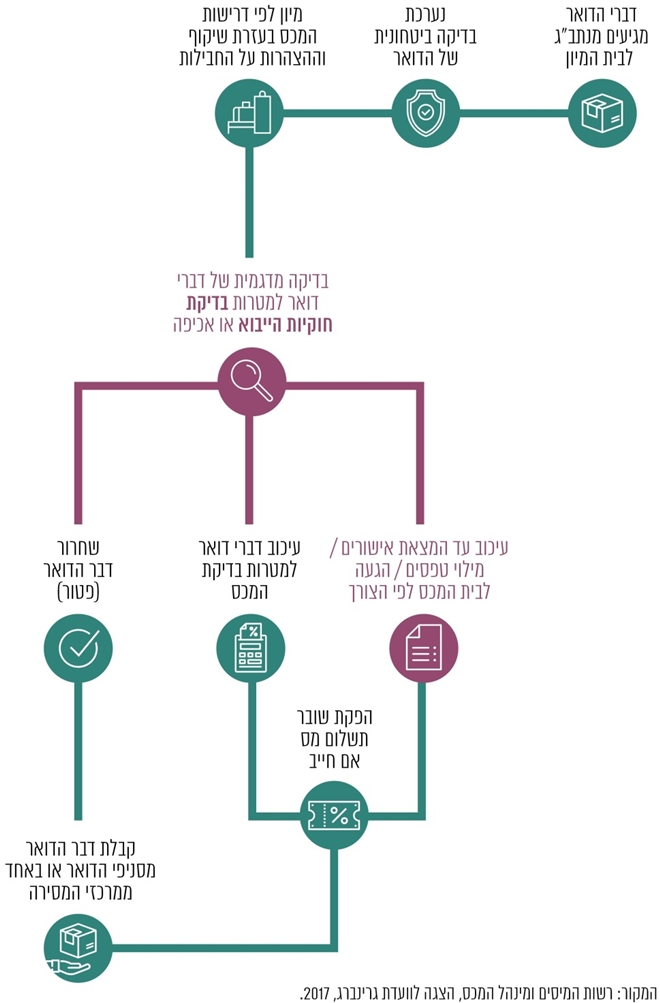 דברי הדואר
מגיעים מנתב"ג
לבית המיון
נערכת
בדיקה ביטחונית
של הדואר
מיון לפי דרישות
המכס בעזרת שיקוף
וההצהרות על החבילות
בדיקה מדגמית של דברי
דואר למטרות בדיקת
חוקיות הייבוא או אכיפה
עיכוב עד המצאת אישורים /
מילוי טפסים / הגעה
לבית המכס לפי הצורך
עיכוב דברי דואר
למטרות בדיקת
המכס
שחרור
דבר הדואר
(פטור)
הפקת שובר
תשלום מס
אם חייב
קבלת דבר הדואר
מסניפי הדואר או באחד
ממרכזי המסירה
המקור: רשות המיסים ומינהל המכס, הצגה לוועדת גרינברג, 2017.